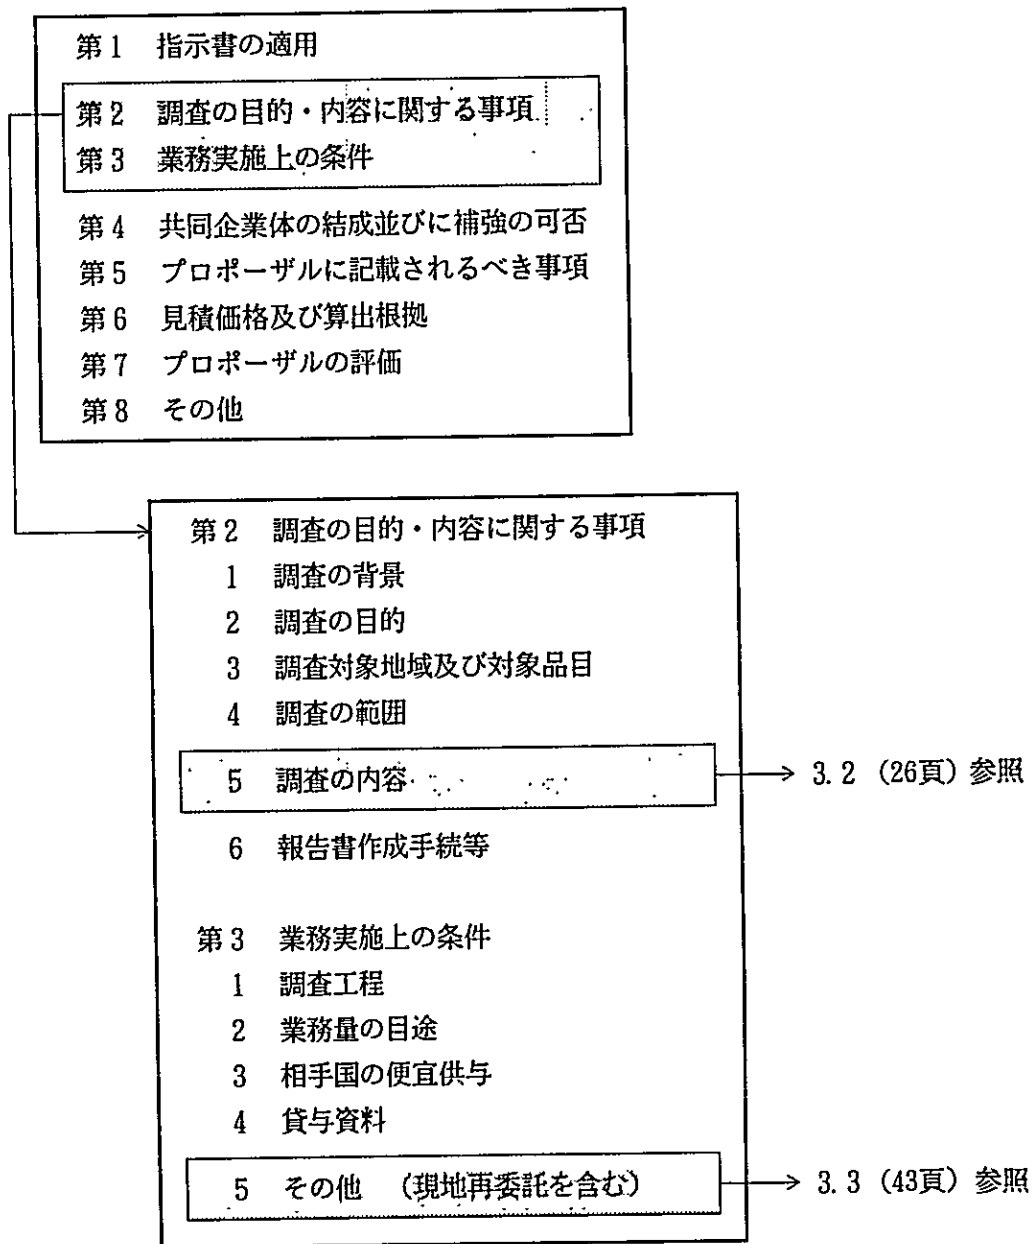 第1 指示書の適用
第2 調査の目的・内容に関する事項
第3 業務実施上の条件
第4 共同企業体の結成並びに補強の可否
第5 プロポーザルに記載されるべき事項
第6 見積価格及び算出根拠
第7 プロポーザルの評価
第8 その他
第2 調査の目的・内容に関する事項
1 調査の背景
2 調査の目的
3 調査対象地域及び対象品目
4 調査の範囲
5 調査の内容
3.2 (26頁) 参照
6 報告書作成手続等
第3 業務実施上の条件
1 調査工程
2 業務量の目途
3 相手国の便宜供与
4 貸与資料
5 その他 (現地再委託を含む)
3.3 (43頁) 参照